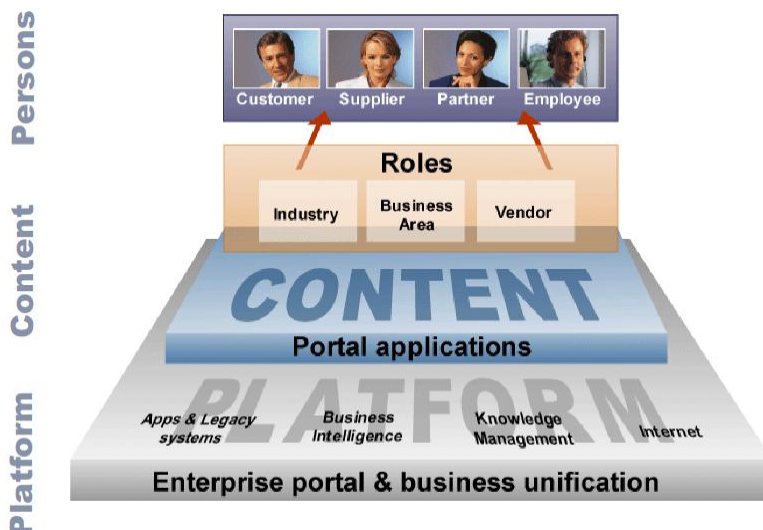 Persons
Customer Supplier Partner Employee
Roles
Industry
Business
Area
Vendor
Content
CONTENT
Portal applications
Platform
PLATFORM
Apps & Legacy
systems
Business
Intelligence
Knowledge
Management
Internet
Enterprise portal & business unification